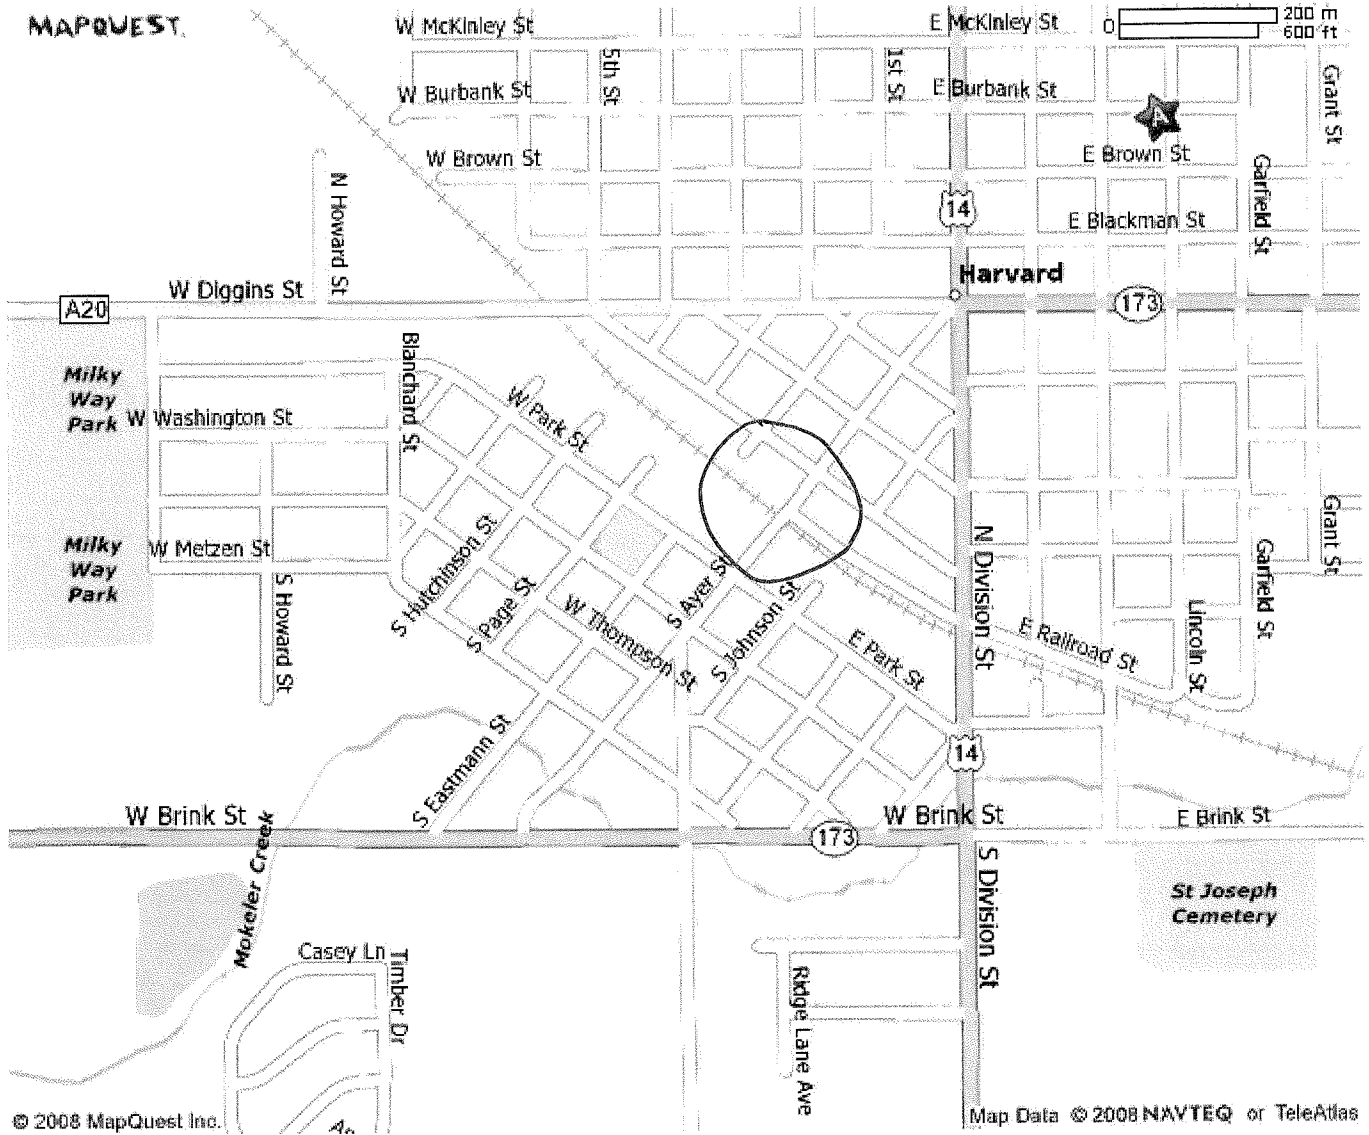 MAPQUEST.
W McKinley St
E McKinley St
0
200 m
600 ft
5th St
1st St
Grant St
W Burbank St
E Burbank St
A
W Brown St
E Brown St
N Howard St
Garfield St
14
E Blackman St
Harvard
W Diggins St
A20
173
Milky
Way
Park
Blanchard St
W Washington St
W Park St
Milky
Way
Park
W Metzen St
S Howard St
S Hutchinson St
S Page St
W Thompson St
S Ayer St
S Johnson St
E Park St
N Division St
E Railroad St
Lincoln St
Garfield St
Grant St
S Eastmann St
14
W Brink St
W Brink St
E Brink St
173
Mokeler Creek
S Division St
St Joseph
Cemetery
Casey Ln
Timber Dr
Ridge Lane Ave
© 2008 MapQuest Inc.
Map Data © 2008 NAVTEQ or TeleAtlas